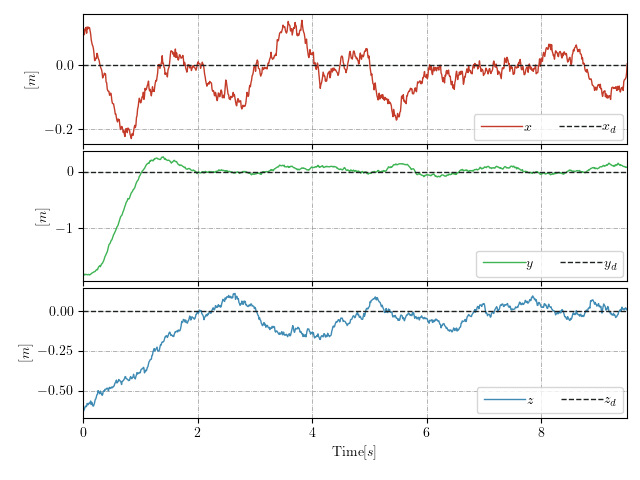 0.0
−0.2
[m]
x x_d
0
−1
[m]
y y_d
0.00
−0.25
−0.50
[m]
z z_d
0 2 4 6 8
Time[s]